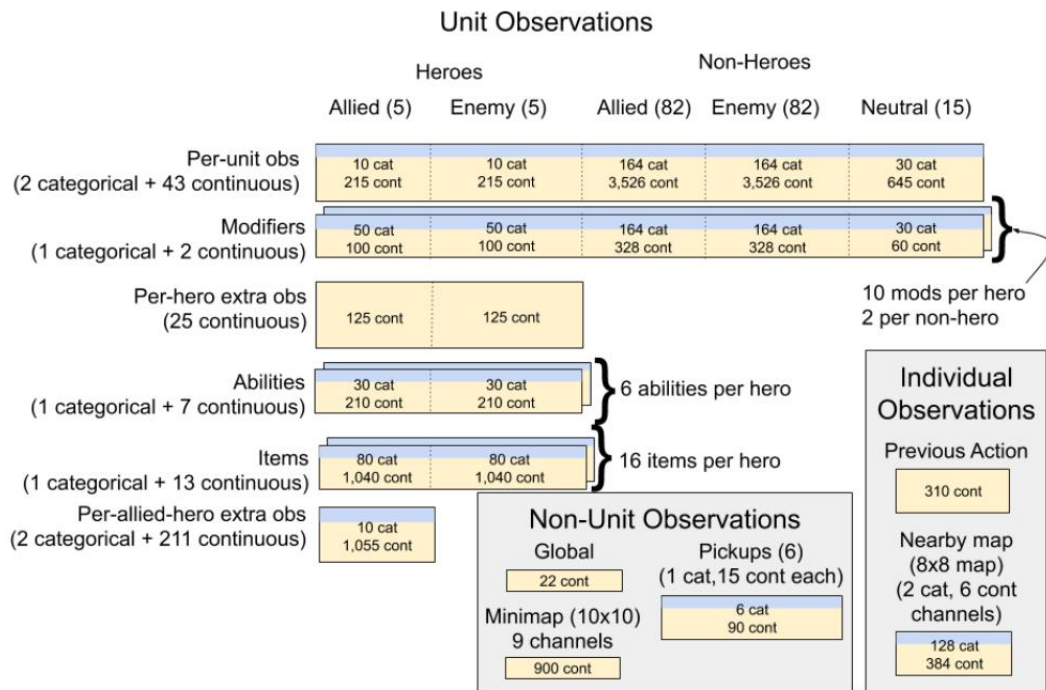 Unit Observations
Heroes
Non-Heroes
Allied (5)
Enemy (5)
Allied (82)
Enemy (82)
Neutral (15)
Per-unit obs
(2 categorical + 43 continuous)
10 cat
215 cont
10 cat
215 cont
164 cat
3,526 cont
164 cat
3,526 cont
30 cat
645 cont
Modifiers
(1 categorical + 2 continuous)
50 cat
100 cont
50 cat
100 cont
164 cat
328 cont
164 cat
328 cont
30 cat
60 cont
10 mods per hero
2 per non-hero
Per-hero extra obs
(25 continuous)
125 cont
125 cont
Abilities
(1 categorical + 7 continuous)
30 cat
210 cont
30 cat
210 cont
6 abilities per hero
Items
(1 categorical + 13 continuous)
80 cat
1,040 cont
80 cat
1,040 cont
16 items per hero
Per-allied-hero extra obs
(2 categorical + 211 continuous)
10 cat
1,055 cont
Non-Unit Observations
Global
22 cont
Minimap (10x10)
9 channels
900 cont
Pickups (6)
(1 cat,15 cont each)
6 cat
90 cont
Individual
Observations
Previous Action
310 cont
Nearby map
(8x8 map)
(2 cat, 6 cont
channels)
128 cat
384 cont